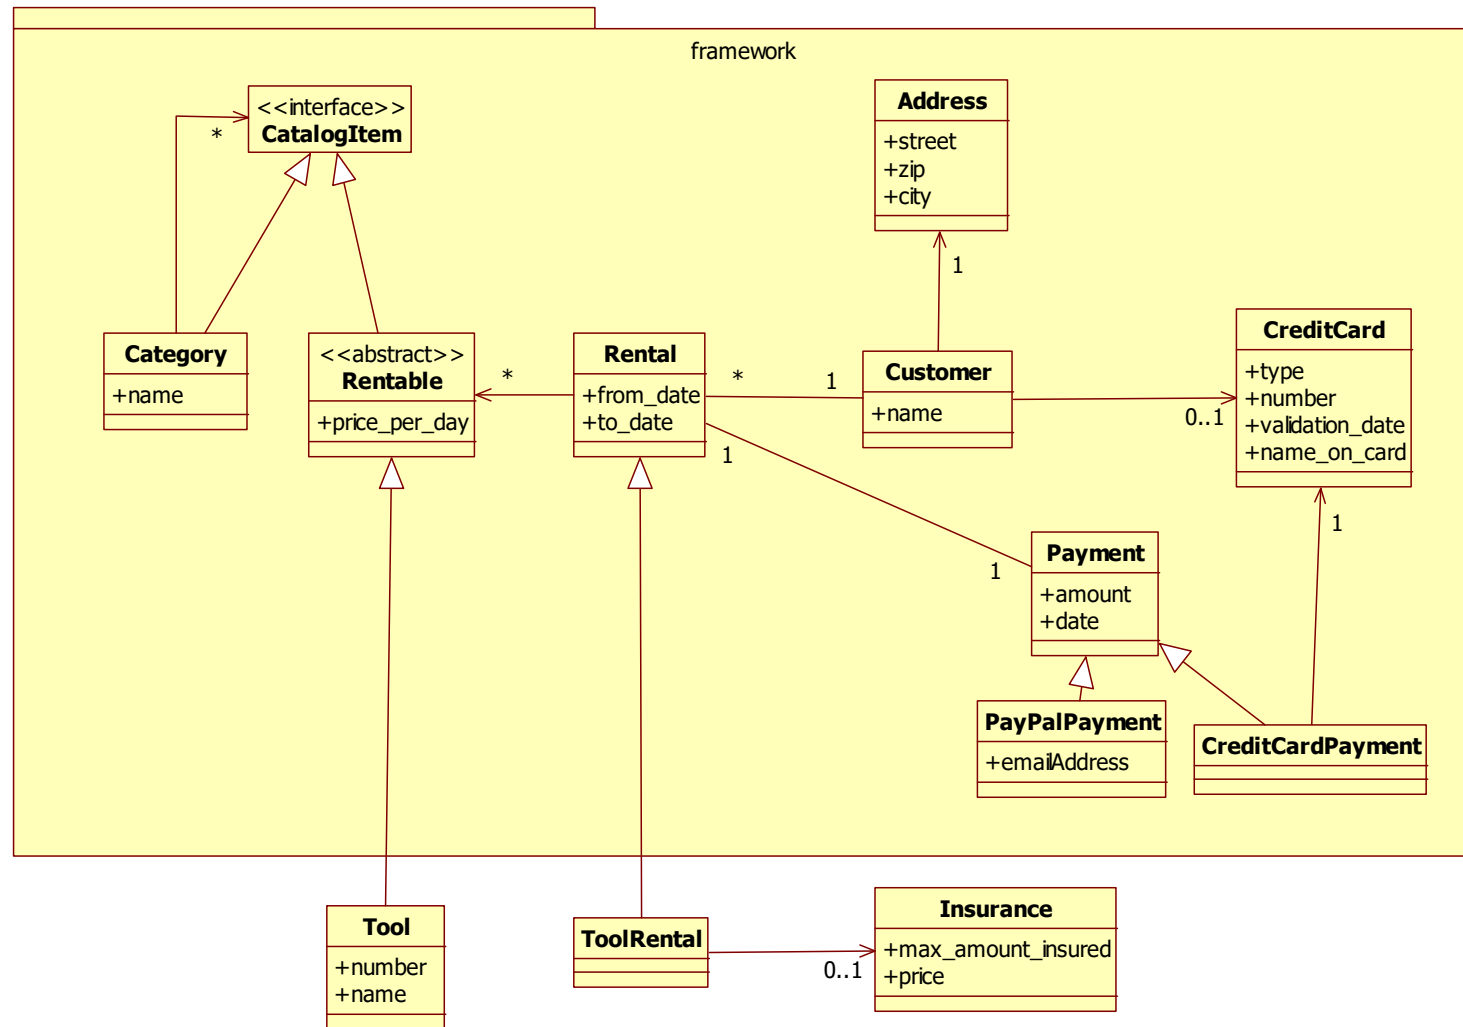 framework
<<interface>>
CatalogItem
*
Address
+street
+zip
+city
1
Category
+name
<<abstract>>
Rentable
+price_per_day
*
Rental
+from_date
+to_date
*
1
1
Customer
+name
0..1
CreditCard
+type
+number
+validation_date
+name_on_card
1
1
Payment
+amount
+date
PayPalPayment
+emailAddress
CreditCardPayment
Tool
+number
+name
ToolRental
0..1
Insurance
+max_amount_insured
+price